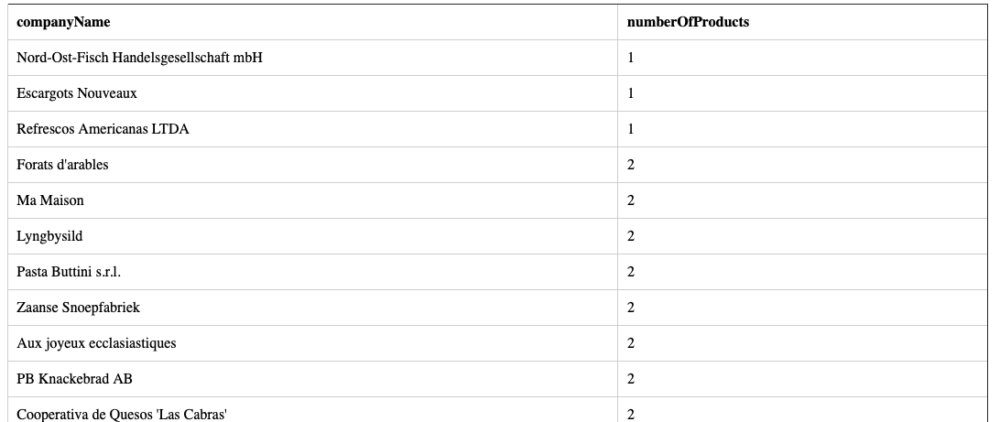 companyName numberOfProducts
Nord-Ost-Fisch Handelsgesellschaft mbH 1
Escargots Nouveaux 1
Refrescos Americanas LTDA 1
Forats d'arables 2
Ma Maison 2
Lyngbysild 2
Pasta Buttini s.r.l. 2
Zaanse Snoepfabriek 2
Aux joyeux ecclasiastiques 2
PB Knackebrad AB 2
Cooperativa de Quesos 'Las Cabras' 2